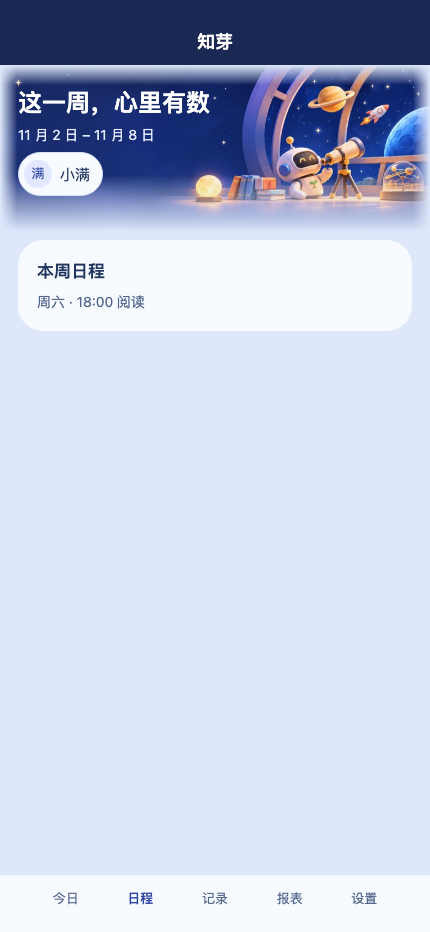 知芽
这一周，心里有数
11 月 2 日 – 11 月 8 日
满 小满
本周日程
周六 · 18:00 阅读
今日 日程 记录 报表 设置